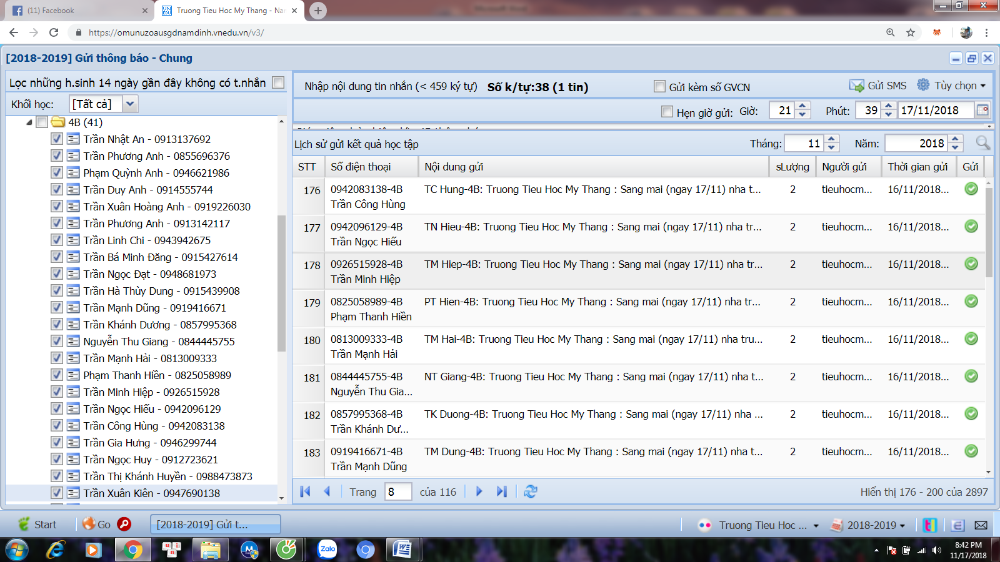 (11) Facebook
Truong Tieu Hoc My Thang - Nar
https://omunuzoausgdnamdinh.vnedu.vn/v3/
[2018-2019] Gửi thông báo - Chung
Lọc những h.sinh 14 ngày gần đây không có t.nhắn
Khối học: [Tất cả]
4B (41)
Trần Nhật An - 0913137692
Trần Phương Anh - 0855696376
Phạm Quỳnh Anh - 0946621986
Trần Duy Anh - 0914555744
Trần Xuân Hoàng Anh - 0919226030
Trần Phương Anh - 0913142117
Trần Linh Chi - 0943942675
Trần Bá Minh Đăng - 0915427614
Trần Ngọc Đạt - 0948681973
Trần Hà Thùy Dung - 0915439908
Trần Mạnh Dũng - 0919416671
Trần Khánh Dương - 0857995368
Nguyễn Thu Giang - 0844445755
Trần Mạnh Hải - 0813009333
Phạm Thanh Hiền - 0825058989
Trần Minh Hiệp - 0926515928
Trần Ngọc Hiếu - 0942096129
Trần Công Hùng - 0942083138
Trần Gia Hưng - 0946299744
Trần Ngọc Huy - 0912723621
Trần Thị Khánh Huyền - 0988473873
Trần Xuân Kiên - 0947690138
Nhập nội dung tin nhắn (< 459 ký tự) Số k/tự:38 (1 tin) Gửi kèm số GVCN Gửi SMS Tùy chọn
Hẹn giờ gửi: Giờ: 21 Phút: 39 17/11/2018
Lịch sử gửi kết quả học tập Tháng: 11 Năm: 2018
STT Số điện thoại Nội dung gửi sLượng Người gửi Thời gian gửi Gửi
176 0942083138-4B TC Hung-4B: Truong Tieu Hoc My Thang : Sang mai (ngay 17/11) nha t... 2 tieuhocm... 16/11/2018...
Trần Công Hùng
177 0942096129-4B TN Hieu-4B: Truong Tieu Hoc My Thang : Sang mai (ngay 17/11) nha tr... 2 tieuhocm... 16/11/2018...
Trần Ngọc Hiếu
178 0926515928-4B TM Hiep-4B: Truong Tieu Hoc My Thang : Sang mai (ngay 17/11) nha tr... 2 tieuhocm... 16/11/2018...
Trần Minh Hiệp
179 0825058989-4B PT Hien-4B: Truong Tieu Hoc My Thang : Sang mai (ngay 17/11) nha tr... 2 tieuhocm... 16/11/2018...
Phạm Thanh Hiền
180 0813009333-4B TM Hai-4B: Truong Tieu Hoc My Thang : Sang mai (ngay 17/11) nha tru... 2 tieuhocm... 16/11/2018...
Trần Mạnh Hải
181 0844445755-4B NT Giang-4B: Truong Tieu Hoc My Thang : Sang mai (ngay 17/11) nha t... 2 tieuhocm... 16/11/2018...
Nguyễn Thu Gia...
182 0857995368-4B TK Duong-4B: Truong Tieu Hoc My Thang : Sang mai (ngay 17/11) nha ... 2 tieuhocm... 16/11/2018...
Trần Khánh Dư...
183 0919416671-4B TM Dung-4B: Truong Tieu Hoc My Thang : Sang mai (ngay 17/11) nha t... 2 tieuhocm... 16/11/2018...
Trần Mạnh Dũng
Trang 8 của 116 Hiển thị 176 - 200 của 2897
Start Go [2018-2019] Gửi t... Truong Tieu Hoc ... 2018-2019
Zalo
8:42 PM
11/17/2018